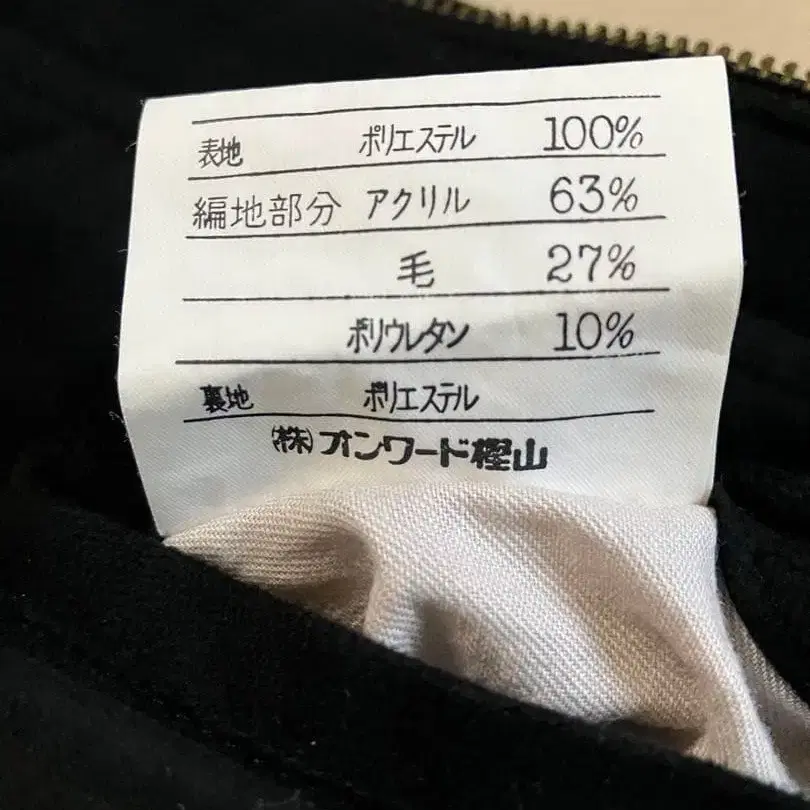 表地 ポリエステル 100%
編地部分 アクリル 63%
毛 27%
ポリウレタン 10%
裏地 ポリエステル
(株)オンワード樫山